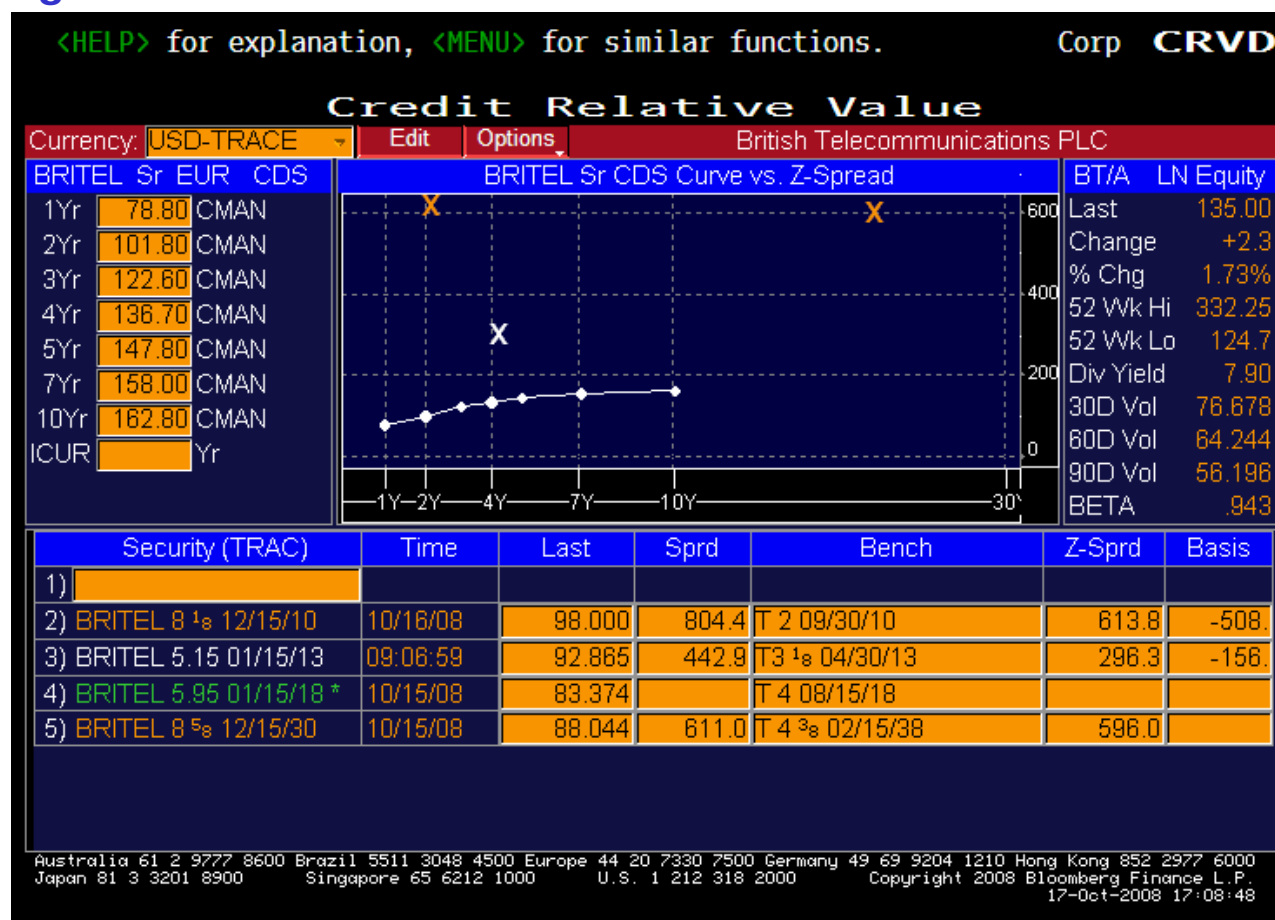 <HELP> for explanation, <MENU> for similar functions. Corp CRVD
Credit Relative Value
Currency: USD-TRACE Edit Options British Telecommunications PLC
BRITEL Sr EUR CDS
1Yr 78.80 CMAN
2Yr 101.80 CMAN
3Yr 122.60 CMAN
4Yr 136.70 CMAN
5Yr 147.80 CMAN
7Yr 158.00 CMAN
10Yr 162.80 CMAN
ICUR Yr
BRITEL Sr CDS Curve vs. Z-Spread
X X
X
600
400
200
0
1Y 2Y 4Y 7Y 10Y 30Y
BT/A LN Equity
Last 135.00
Change +2.3
% Chg 1.73%
52 Wk Hi 332.25
52 Wk Lo 124.7
Div Yield 7.90
30D Vol 76.678
60D Vol 64.244
90D Vol 56.196
BETA .943
Security (TRAC) Time Last Sprd Bench Z-Sprd Basis
1)
2) BRITEL 8 1/8 12/15/10 10/16/08 98.000 804.4 T 2 09/30/10 613.8 -508.
3) BRITEL 5.15 01/15/13 09:06:59 92.865 442.9 T3 1/8 04/30/13 296.3 -156.
4) BRITEL 5.95 01/15/18 * 10/15/08 83.374 T 4 08/15/18
5) BRITEL 8 5/8 12/15/30 10/15/08 88.044 611.0 T 4 3/8 02/15/38 596.0
Australia 61 2 9777 8600 Brazil 5511 3048 4500 Europe 44 20 7330 7500 Germany 49 69 9204 1210 Hong Kong 852 2977 6000
Japan 81 3 3201 8900 Singapore 65 6212 1000 U.S. 1 212 318 2000 Copyright 2008 Bloomberg Finance L.P.
17-Oct-2008 17:08:48